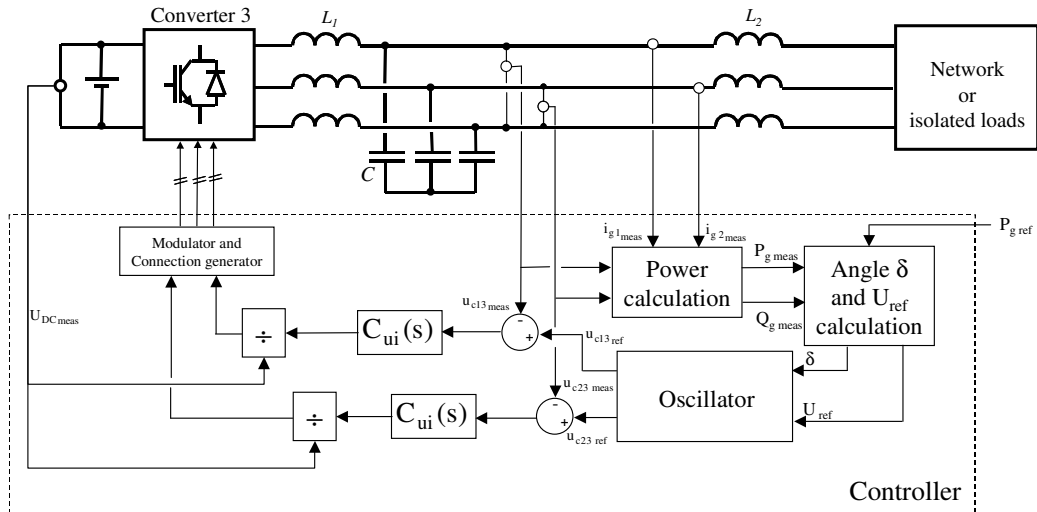 Converter 3
L1
L2
Network
or
isolated loads
C
ig1meas
ig2meas
Pg ref
Modulator and
Connection generator
Power
calculation
Pg meas
Qg meas
Angle δ
and Uref
calculation
UDCmeas
uc13meas
÷
Cui(s)
-
+
uc13ref
δ
uc23 meas
Oscillator
Uref
÷
Cui(s)
-
+
uc23 ref
Controller